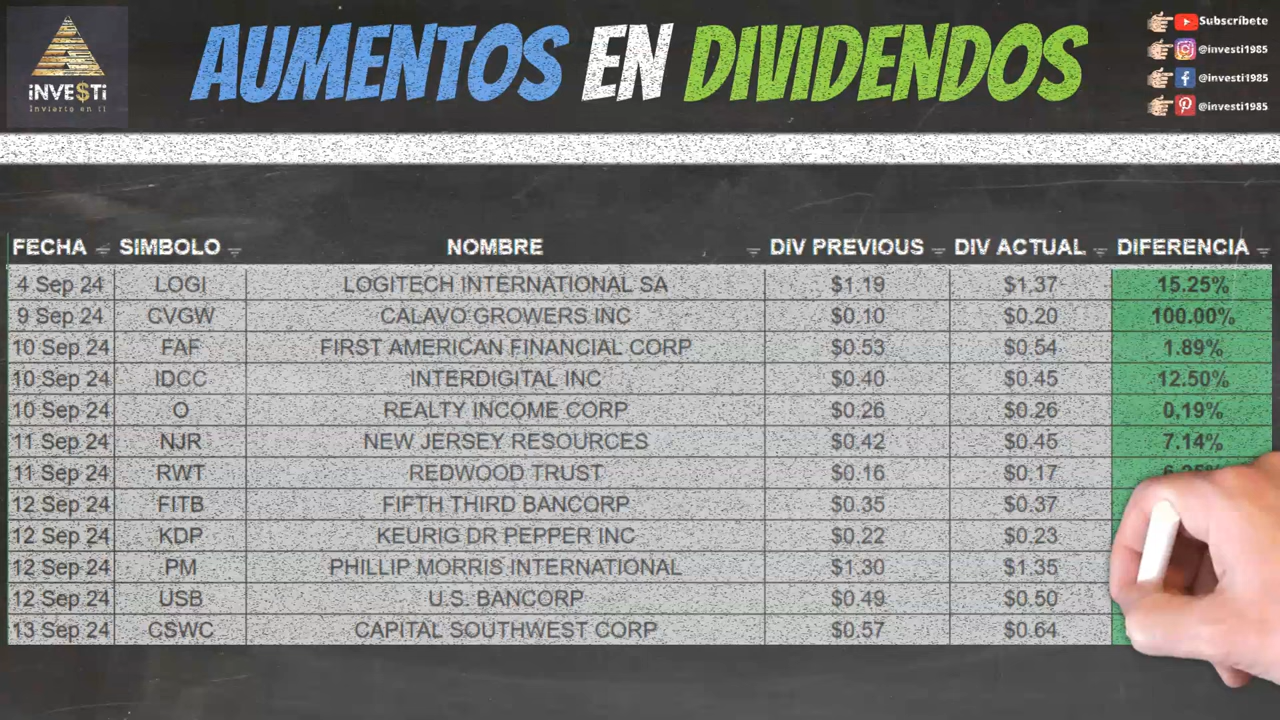 iNVE$Ti
Invierte en ti
AUMENTOS EN DIVIDENDOS
Subscríbete
@investi1985
@investi1985
@investi1985
FECHA SIMBOLO NOMBRE DIV PREVIOUS DIV ACTUAL DIFERENCIA
4 Sep 24 LOGI LOGITECH INTERNATIONAL SA $1.19 $1.37 15.25%
9 Sep 24 CVGW CALAVO GROWERS INC $0.10 $0.20 100.00%
10 Sep 24 FAF FIRST AMERICAN FINANCIAL CORP $0.53 $0.54 1.89%
10 Sep 24 IDCC INTERDIGITAL INC $0.40 $0.45 12.50%
10 Sep 24 O REALTY INCOME CORP $0.26 $0.26 0,19%
11 Sep 24 NJR NEW JERSEY RESOURCES $0.42 $0.45 7.14%
11 Sep 24 RWT REDWOOD TRUST $0.16 $0.17
12 Sep 24 FITB FIFTH THIRD BANCORP $0.35 $0.37
12 Sep 24 KDP KEURIG DR PEPPER INC $0.22 $0.23
12 Sep 24 PM PHILLIP MORRIS INTERNATIONAL $1.30 $1.35
12 Sep 24 USB U.S. BANCORP $0.49 $0.50
13 Sep 24 CSWC CAPITAL SOUTHWEST CORP $0.57 $0.64